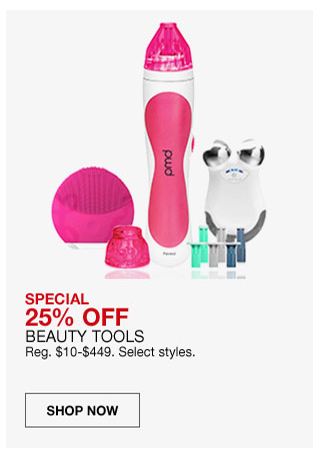 pmd
SPECIAL
25% OFF
BEAUTY TOOLS
Reg. $10-$449. Select styles.
SHOP NOW